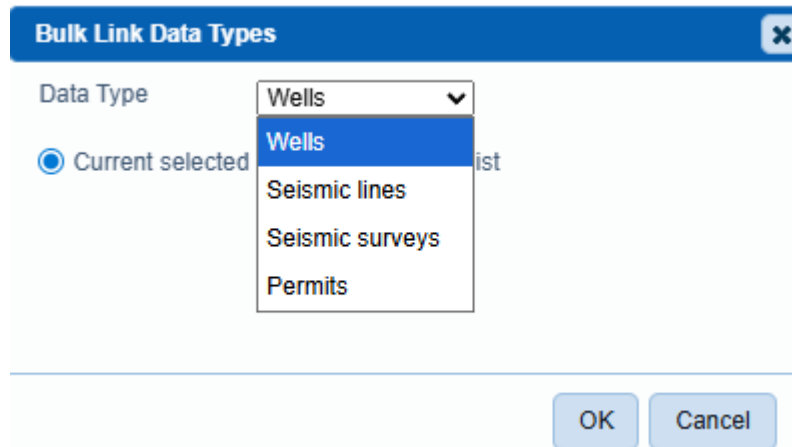 Bulk Link Data Types
Data Type Wells
Wells
Current selected ist
Seismic lines
Seismic surveys
Permits
OK Cancel